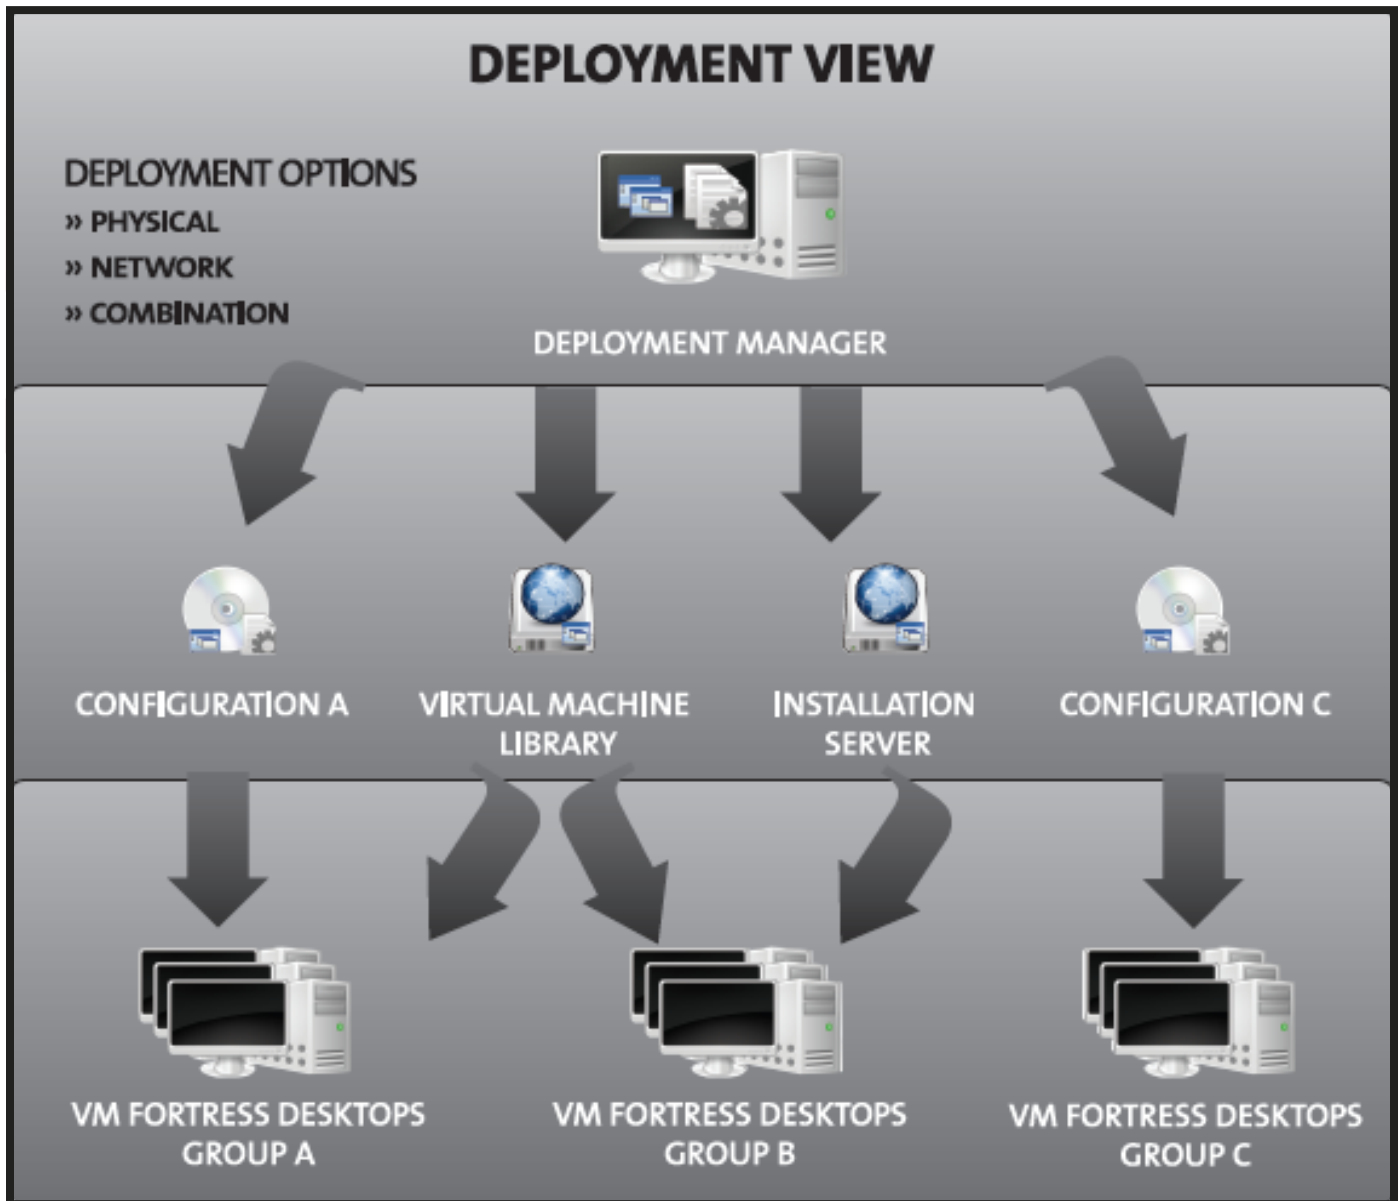 DEPLOYMENT VIEW
DEPLOYMENT OPTIONS
» PHYSICAL
» NETWORK
» COMBINATION
DEPLOYMENT MANAGER
CONFIGURATION A
VIRTUAL MACHINE
LIBRARY
INSTALLATION
SERVER
CONFIGURATION C
VM FORTRESS DESKTOPS
GROUP A
VM FORTRESS DESKTOPS
GROUP B
VM FORTRESS DESKTOPS
GROUP C